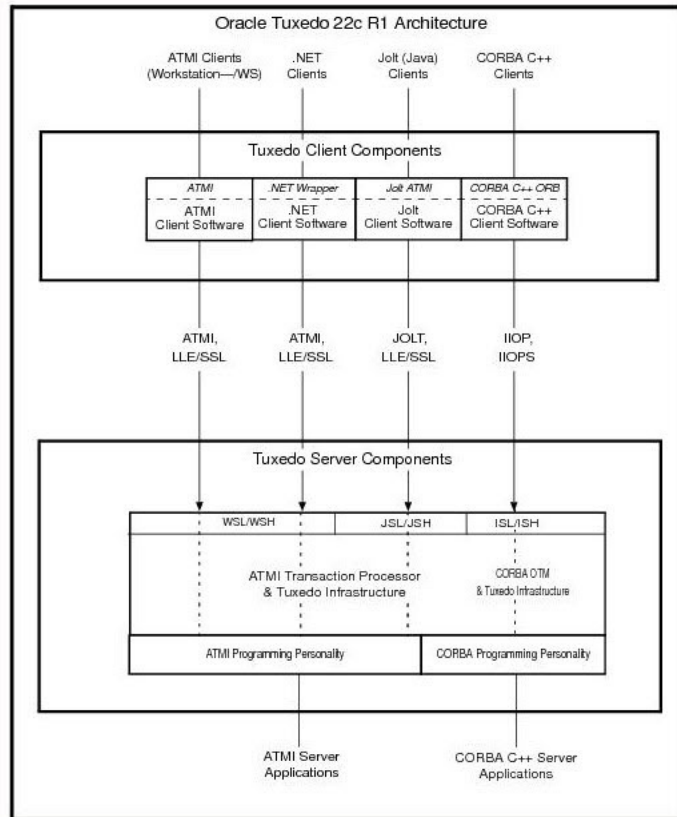 Oracle Tuxedo 22c R1 Architecture
ATMI Clients
(Workstation—/WS)
.NET
Clients
Jolt (Java)
Clients
CORBA C++
Clients
Tuxedo Client Components
ATMI
ATMI
Client Software
.NET Wrapper
.NET
Client Software
Jolt ATMI
Jolt
Client Software
CORBA C++ ORB
CORBA C++
Client Software
ATMI,
LLE/SSL
ATMI,
LLE/SSL
JOLT,
LLE/SSL
IIOP,
IIOPS
Tuxedo Server Components
WSL/WSH
JSL/JSH
ISL/ISH
ATMI Transaction Processor
& Tuxedo Infrastructure
CORBA OTM
& Tuxedo Infrastructure
ATMI Programming Personality
CORBA Programming Personality
ATMI Server
Applications
CORBA C++ Server
Applications